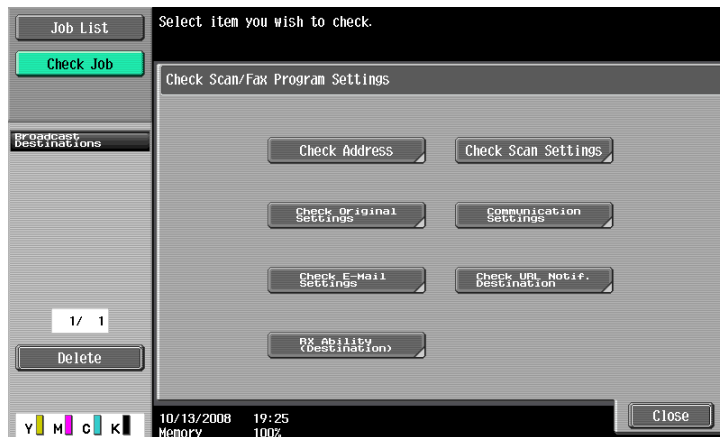 Job List
Select item you wish to check.
Check Job
Check Scan/Fax Program Settings
Broadcast
Destinations
Check Address
Check Scan Settings
Check Original
Settings
Communication
Settings
Check E-Mail
Settings
Check URL Notif.
Destination
1/ 1
RX Ability
(Destination)
Delete
Close
Y M C K
10/13/2008 19:25
Memory 100%